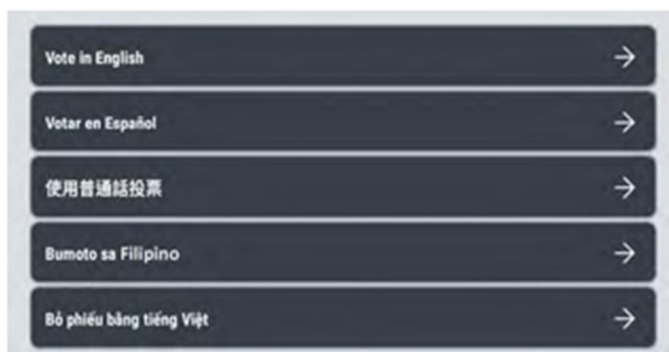 Vote in English
Votar en Español
使用普通話投票
Bumoto sa Filipino
Bỏ phiếu bằng tiếng Việt